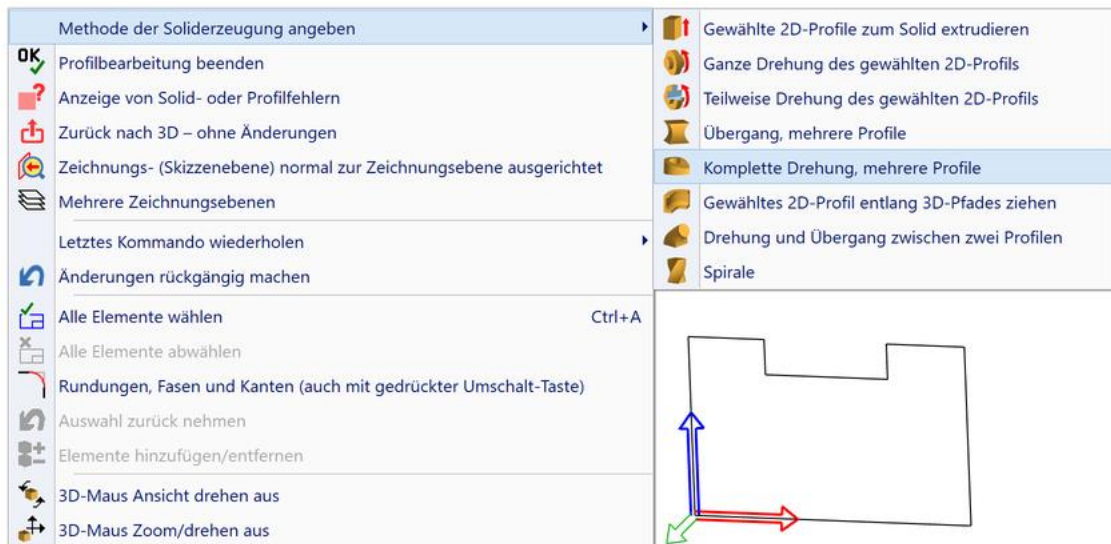 Methode der Soliderzeugung angeben
OK
Profilbearbeitung beenden
Anzeige von Solid- oder Profilfehlern
Zurück nach 3D – ohne Änderungen
Zeichnungs- (Skizzenebene) normal zur Zeichnungsebene ausgerichtet
Mehrere Zeichnungsebenen
Letztes Kommando wiederholen
Änderungen rückgängig machen
Alle Elemente wählen Ctrl+A
Alle Elemente abwählen
Rundungen, Fasen und Kanten (auch mit gedrückter Umschalt-Taste)
Auswahl zurück nehmen
Elemente hinzufügen/entfernen
3D-Maus Ansicht drehen aus
3D-Maus Zoom/drehen aus
Gewählte 2D-Profile zum Solid extrudieren
Ganze Drehung des gewählten 2D-Profils
Teilweise Drehung des gewählten 2D-Profils
Übergang, mehrere Profile
Komplette Drehung, mehrere Profile
Gewähltes 2D-Profil entlang 3D-Pfades ziehen
Drehung und Übergang zwischen zwei Profilen
Spirale